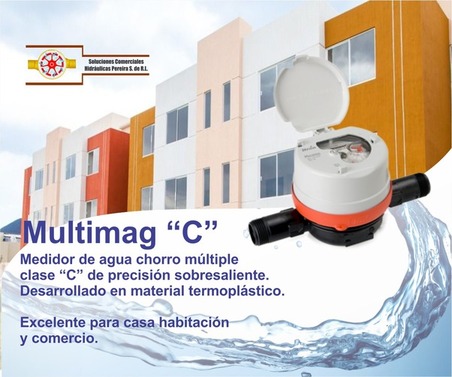 Soluciones Comerciales
Hidráulicas Pereira S. de R.L.
Multimag “C”
Medidor de agua chorro múltiple
clase “C” de precisión sobresaliente.
Desarrollado en material termoplástico.
Excelente para casa habitación
y comercio.